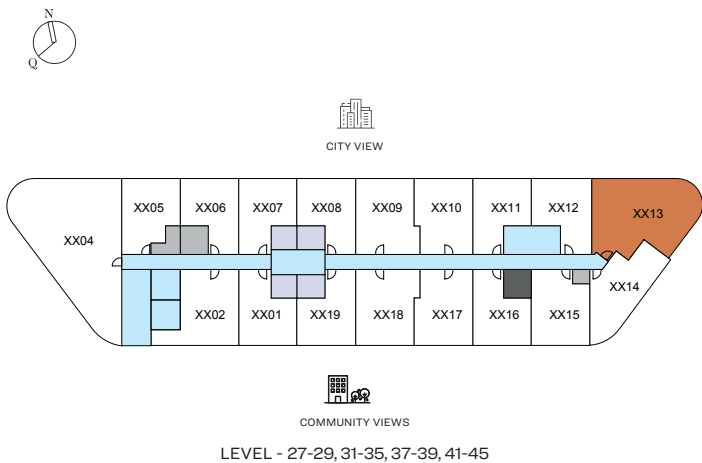 N
Q
CITY VIEW
XX05 XX06 XX07 XX08 XX09 XX10 XX11 XX12 XX13
XX04
XX14
XX02 XX01 XX19 XX18 XX17 XX16 XX15
COMMUNITY VIEWS
LEVEL - 27-29, 31-35, 37-39, 41-45